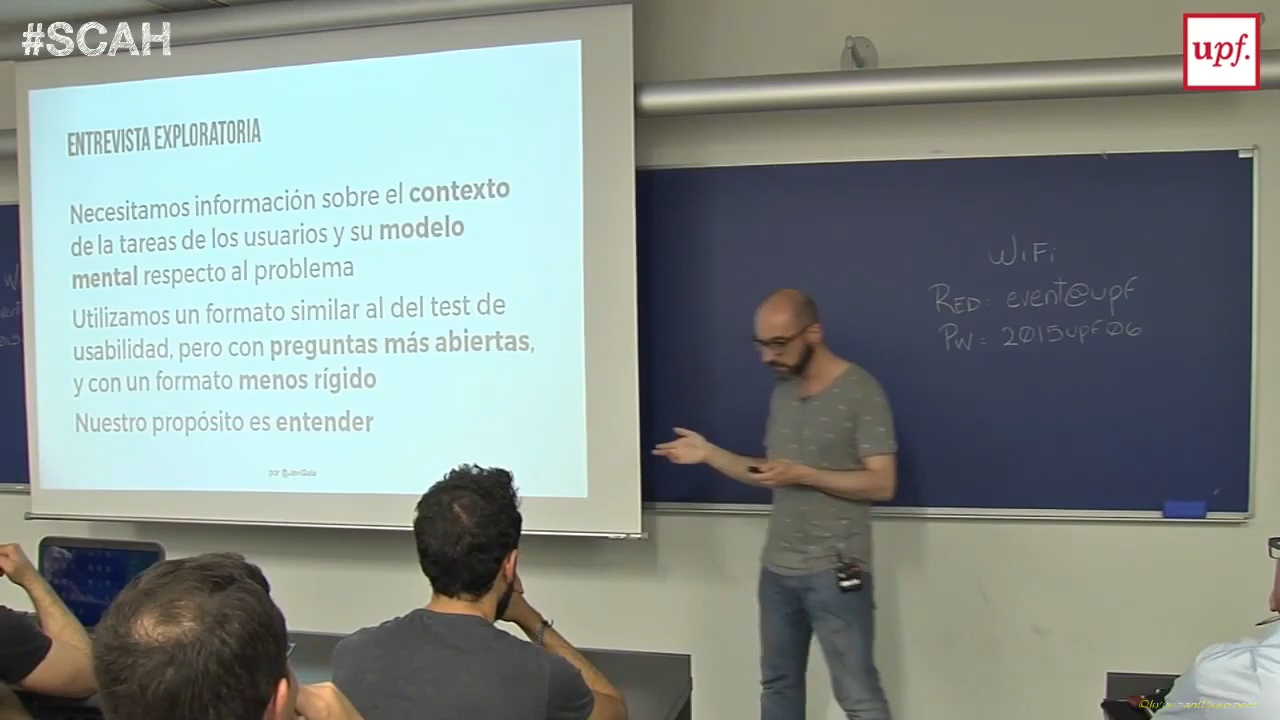 #SCAH
upf.
ENTREVISTA EXPLORATORIA
Necesitamos información sobre el contexto
de la tareas de los usuarios y su modelo
mental respecto al problema
Utilizamos un formato similar al del test de
usabilidad, pero con preguntas más abiertas,
y con un formato menos rígido
Nuestro propósito es entender
WiFi
RED: event@upf
PW = 2015upf06